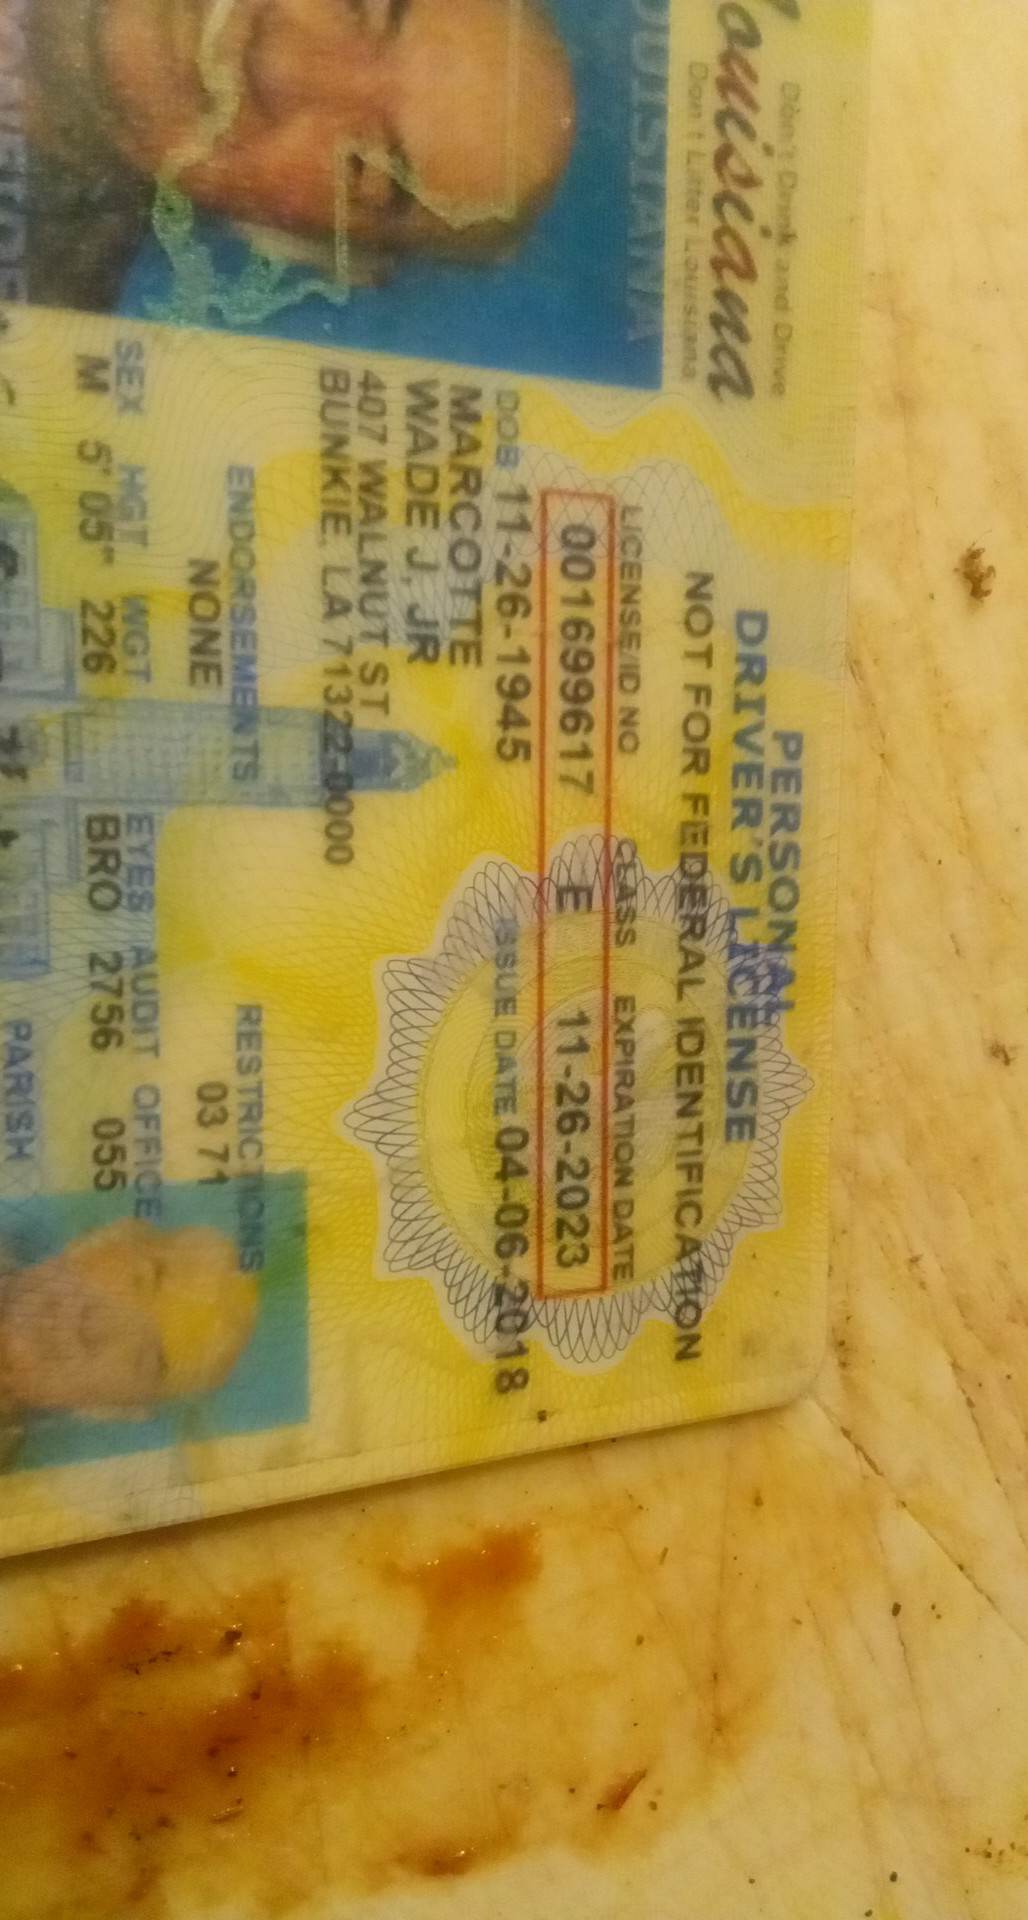 Louisiana
Don't Drink and Drive
Don't Litter Louisiana
PERSONAL
DRIVER'S LICENSE
NOT FOR FEDERAL IDENTIFICATION
LICENSE/ID NO CLASS EXPIRATION DATE
001699617 E 11-26-2023
DOB 11-26-1945 ISSUE DATE 04-06-2018
MARCOTTE
WADE J, JR
407 WALNUT ST
BUNKIE, LA 71322-0000
ENDORSEMENTS RESTRICTIONS
NONE 03 71
SEX HGT WGT EYES AUDIT OFFICE
M 5' 05" 226 BRO 2756 055
PARISH